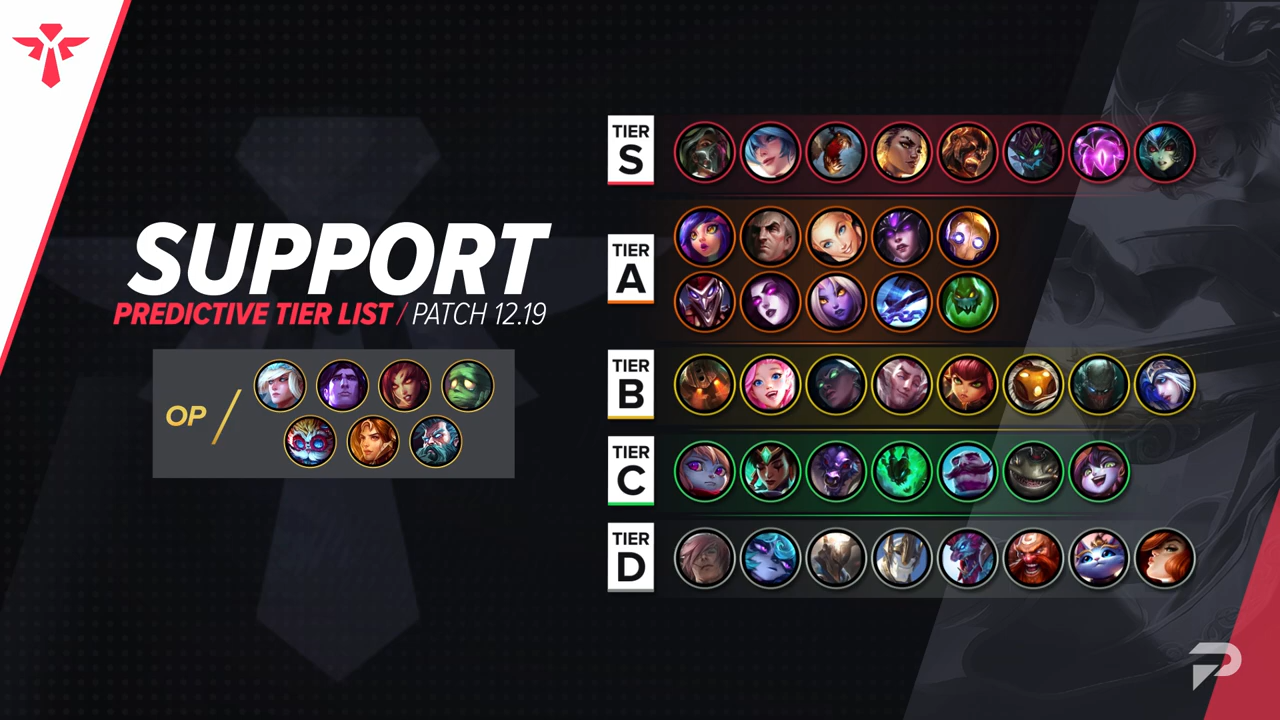 SUPPORT
PREDICTIVE TIER LIST / PATCH 12.19
OP /
TIER
S
TIER
A
TIER
B
TIER
C
TIER
D